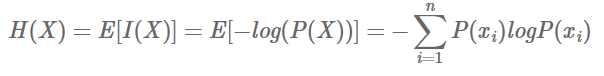 H(X) = E[I(X)] = E[−log(P(X))] = −∑_{i=1}^{n} P(x_i)logP(x_i)